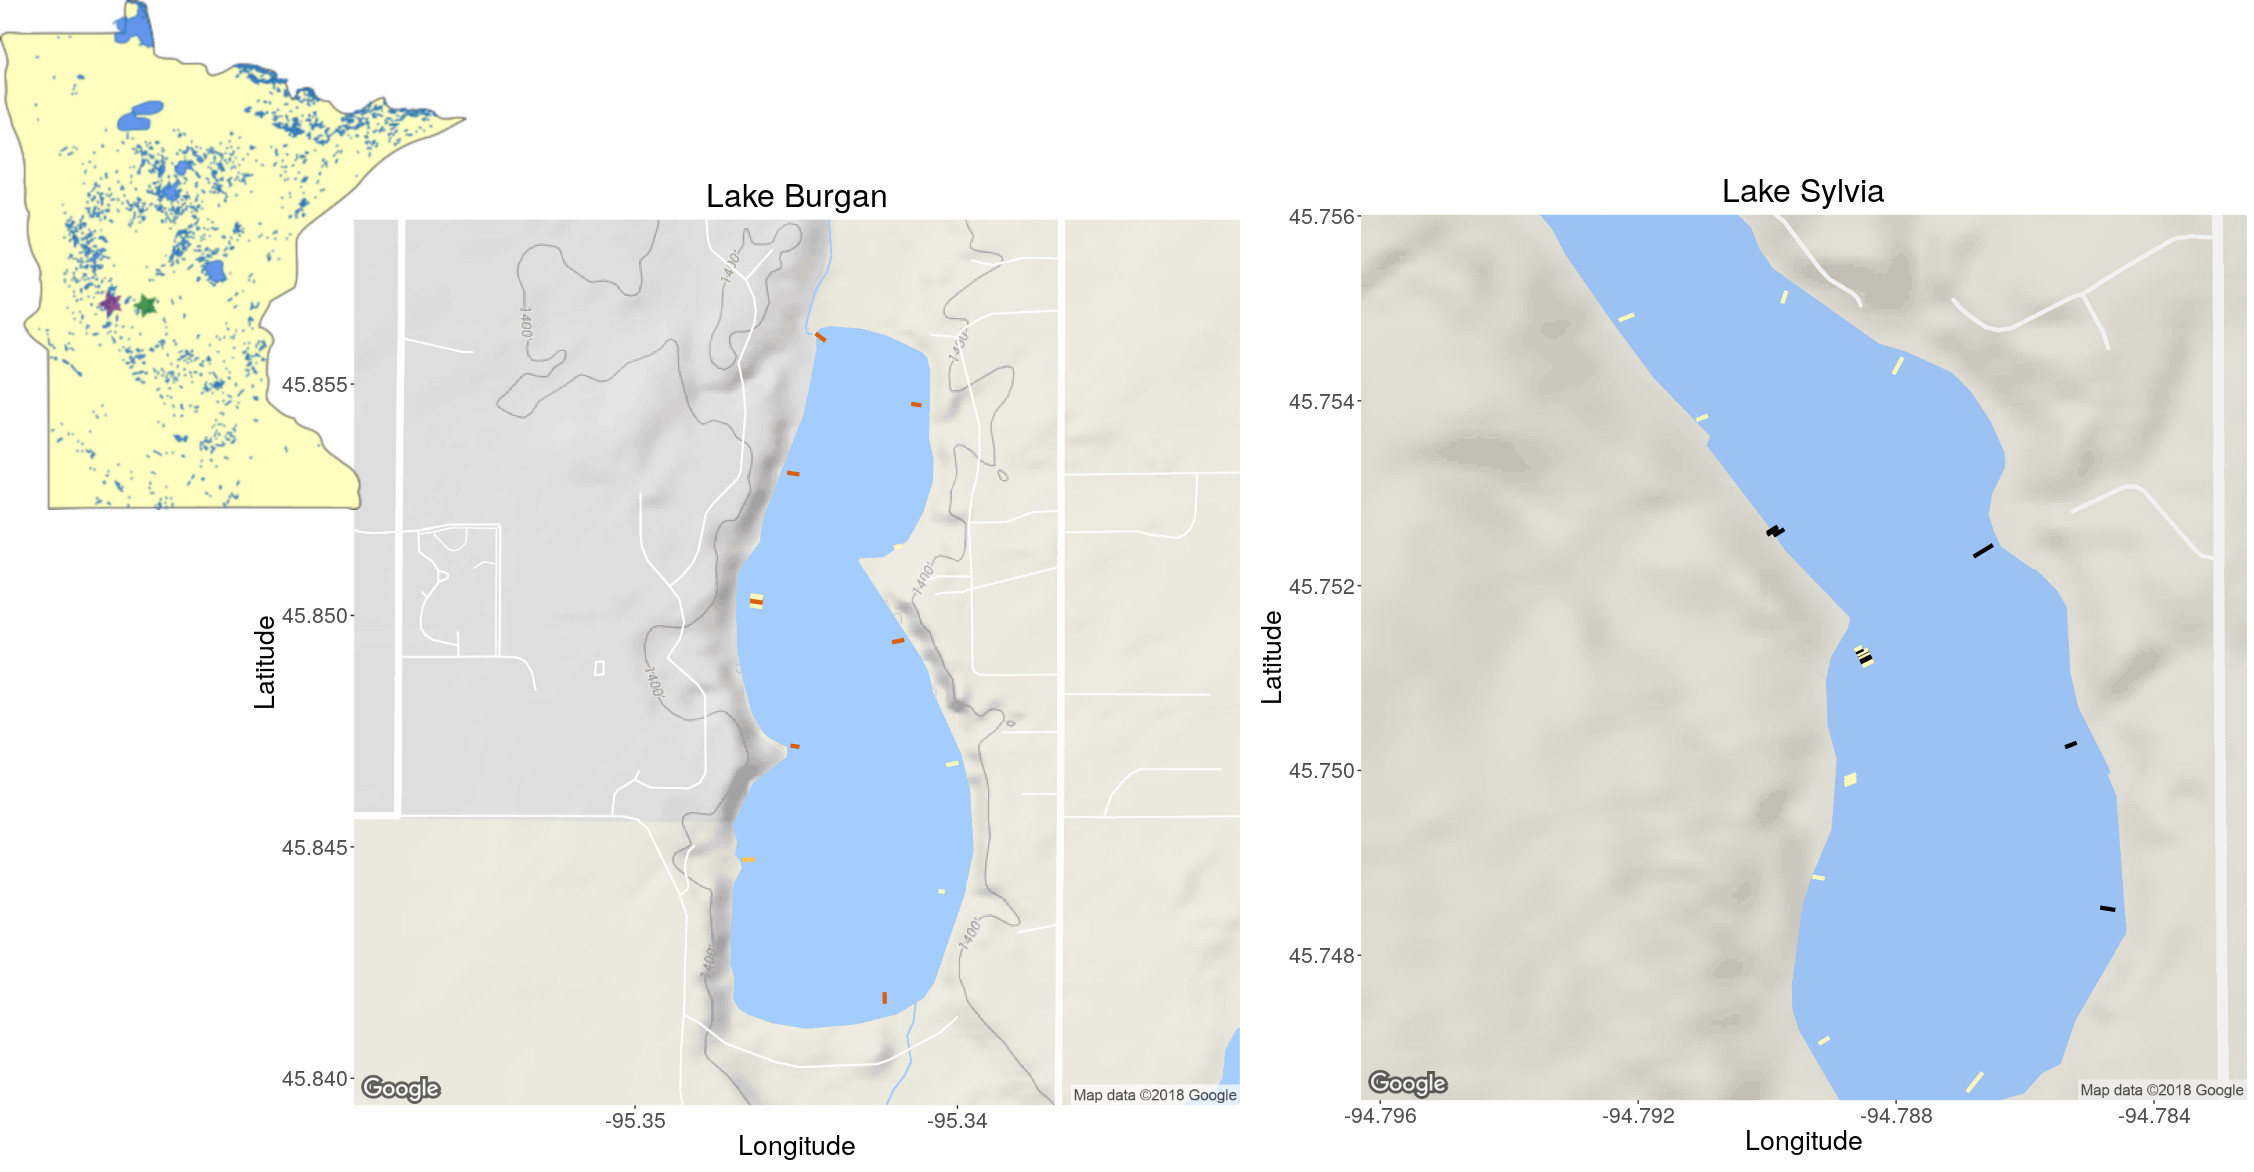 Lake Burgan
Lake Sylvia
45.855
45.850
45.845
45.840
Latitude
-95.35
-95.34
Longitude
1400'
1400'
1400'
1400'
1400'
1400'
1400'
Google
Map data ©2018 Google
45.756
45.754
45.752
45.750
45.748
Latitude
-94.796
-94.792
-94.788
-94.784
Longitude
Google
Map data ©2018 Google